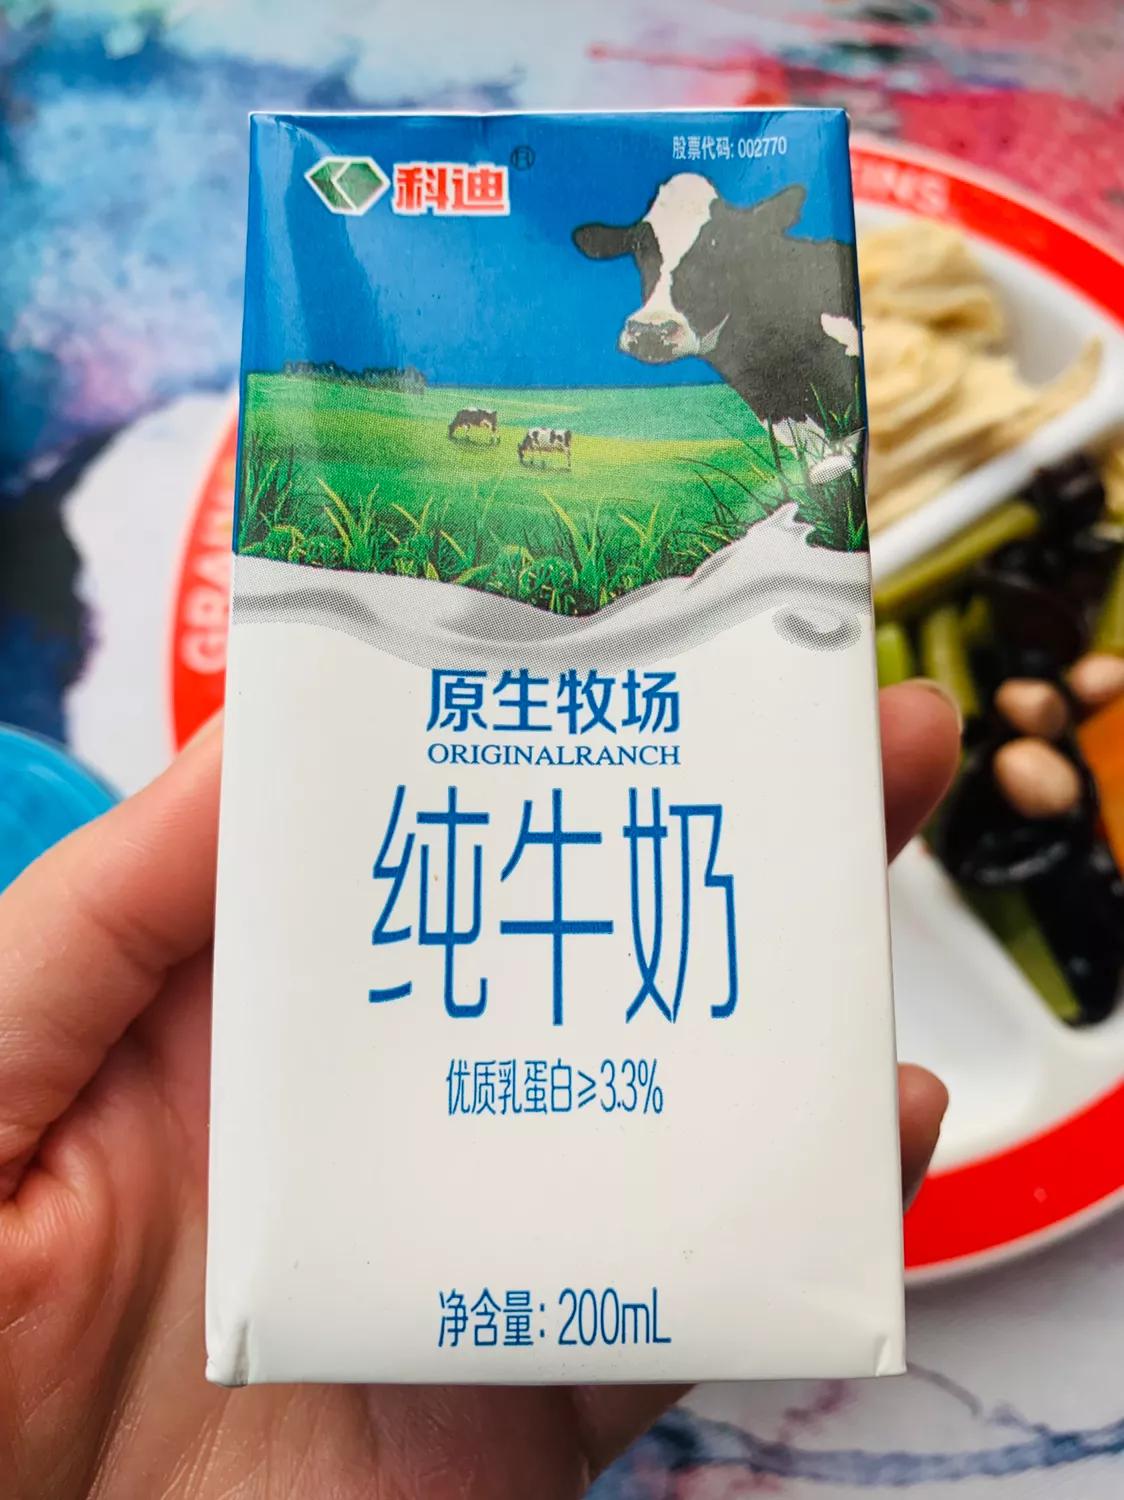 科迪®
股票代码: 002770
原生牧场
ORIGINALRANCH
纯牛奶
优质乳蛋白≥3.3%
净含量: 200mL